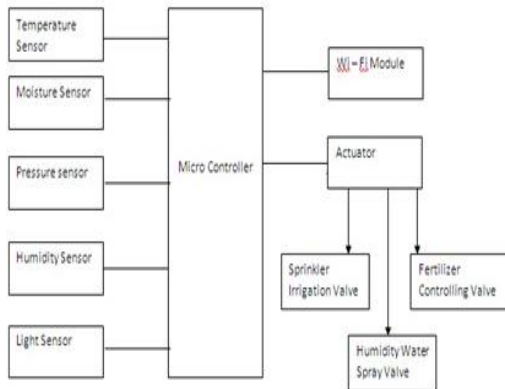 Temperature
Sensor
Moisture Sensor
Pressure sensor
Humidity Sensor
Light Sensor
Micro Controller
Wi – Fi Module
Actuator
Sprinkler
Irrigation Valve
Fertilizer
Controlling Valve
Humidity Water
Spray Valve